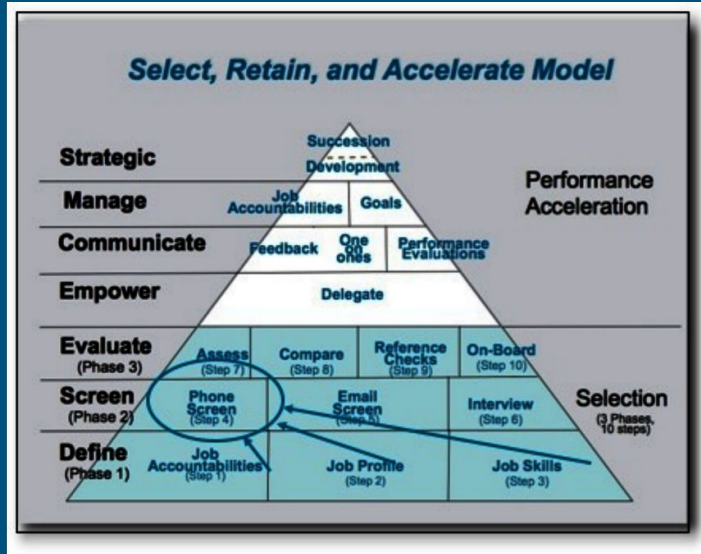 Select, Retain, and Accelerate Model
Succession
Strategic
Development
Performance
Acceleration
Manage
Job
Accountabilities
Goals
Communicate
Feedback
One
on
ones
Performance
Evaluations
Empower
Delegate
Evaluate
(Phase 3)
Assess
(Step 7)
Compare
(Step 8)
Reference
Checks
(Step 9)
On-Board
(Step 10)
Screen
(Phase 2)
Phone
Screen
(Step 4)
Email
Screen
(Step 5)
Interview
(Step 6)
Selection
(3 Phases,
10 steps)
Define
(Phase 1)
Job
Accountabilities
(Step 1)
Job Profile
(Step 2)
Job Skills
(Step 3)